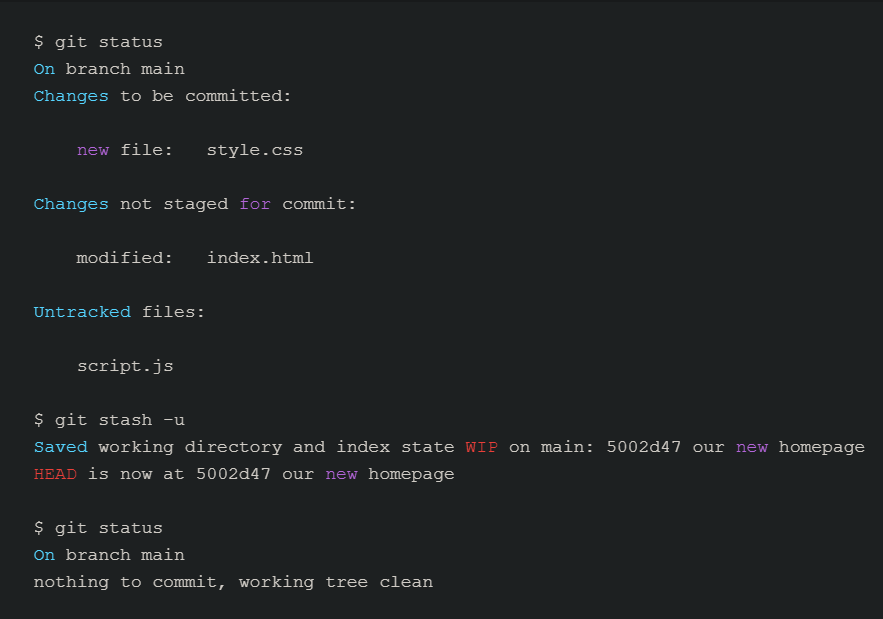 $ git status
On branch main
Changes to be committed:
new file:   style.css
Changes not staged for commit:
modified:   index.html
Untracked files:
script.js
$ git stash -u
Saved working directory and index state WIP on main: 5002d47 our new homepage
HEAD is now at 5002d47 our new homepage
$ git status
On branch main
nothing to commit, working tree clean